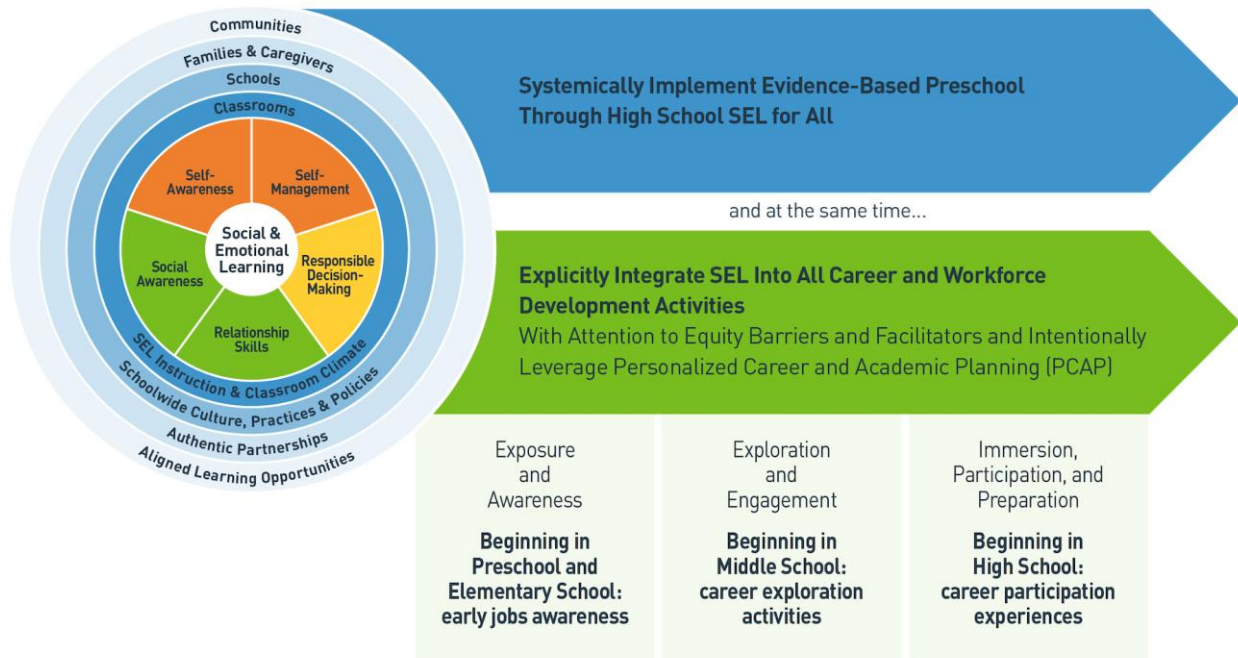 Communities
Families & Caregivers
Schools
Classrooms
Self-
Awareness
Self-
Management
Social &
Emotional
Learning
Social
Awareness
Responsible
Decision-
Making
Relationship
Skills
SEL Instruction & Classroom Climate
Schoolwide Culture, Practices & Policies
Authentic Partnerships
Aligned Learning Opportunities
Systemically Implement Evidence-Based Preschool
Through High School SEL for All
and at the same time...
Explicitly Integrate SEL Into All Career and Workforce
Development Activities
With Attention to Equity Barriers and Facilitators and Intentionally
Leverage Personalized Career and Academic Planning (PCAP)
Exposure
and
Awareness
Beginning in
Preschool and
Elementary School:
early jobs awareness
Exploration
and
Engagement
Beginning in
Middle School:
career exploration
activities
Immersion,
Participation, and
Preparation
Beginning in
High School:
career participation
experiences